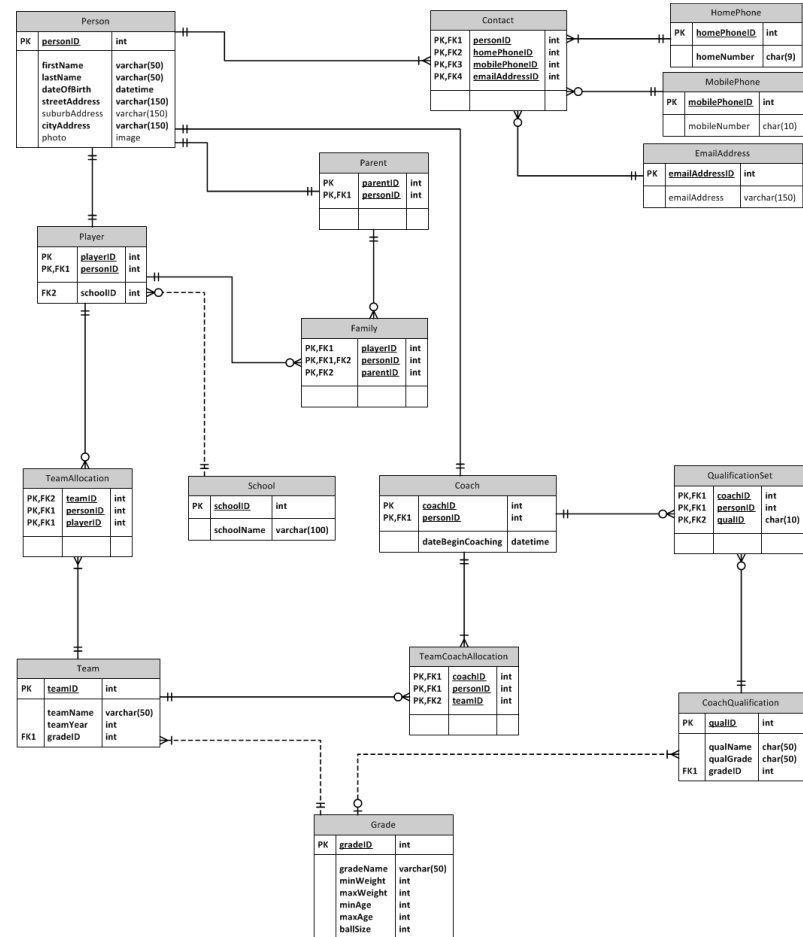 Person
PK personID int
firstName varchar(50)
lastName varchar(50)
dateOfBirth datetime
streetAddress varchar(150)
suburbAddress varchar(150)
cityAddress varchar(150)
photo image
Contact
PK,FK1 personID int
PK,FK2 homePhoneID int
PK,FK3 mobilePhoneID int
PK,FK4 emailAddressID int
HomePhone
PK homePhoneID int
homeNumber char(9)
MobilePhone
PK mobilePhoneID int
mobileNumber char(10)
EmailAddress
PK emailAddressID int
emailAddress varchar(150)
Parent
PK parentID int
PK,FK1 personID int
Player
PK playerID int
PK,FK1 personID int
FK2 schoolID int
Family
PK,FK1 playerID int
PK,FK1,FK2 personID int
PK,FK2 parentID int
TeamAllocation
PK,FK2 teamID int
PK,FK1 personID int
PK,FK1 playerID int
School
PK schoolID int
schoolName varchar(100)
Coach
PK coachID int
PK,FK1 personID int
dateBeginCoaching datetime
QualificationSet
PK,FK1 coachID int
PK,FK1 personID int
PK,FK2 qualID char(10)
Team
PK teamID int
teamName varchar(50)
teamYear int
FK1 gradeID int
TeamCoachAllocation
PK,FK1 coachID int
PK,FK1 personID int
PK,FK2 teamID int
CoachQualification
PK qualID int
qualName char(50)
qualGrade char(50)
FK1 gradeID int
Grade
PK gradeID int
gradeName varchar(50)
minWeight int
maxWeight int
minAge int
maxAge int
ballSize int